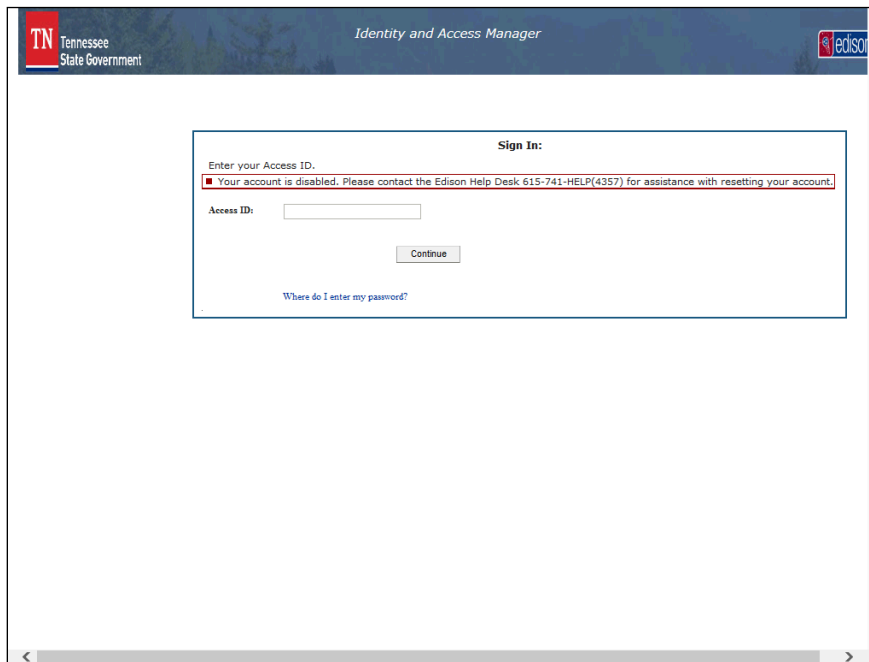 TN Tennessee
State Government
Identity and Access Manager
edison
Sign In:
Enter your Access ID.
Your account is disabled. Please contact the Edison Help Desk 615-741-HELP(4357) for assistance with resetting your account.
Access ID:
Continue
Where do I enter my password?